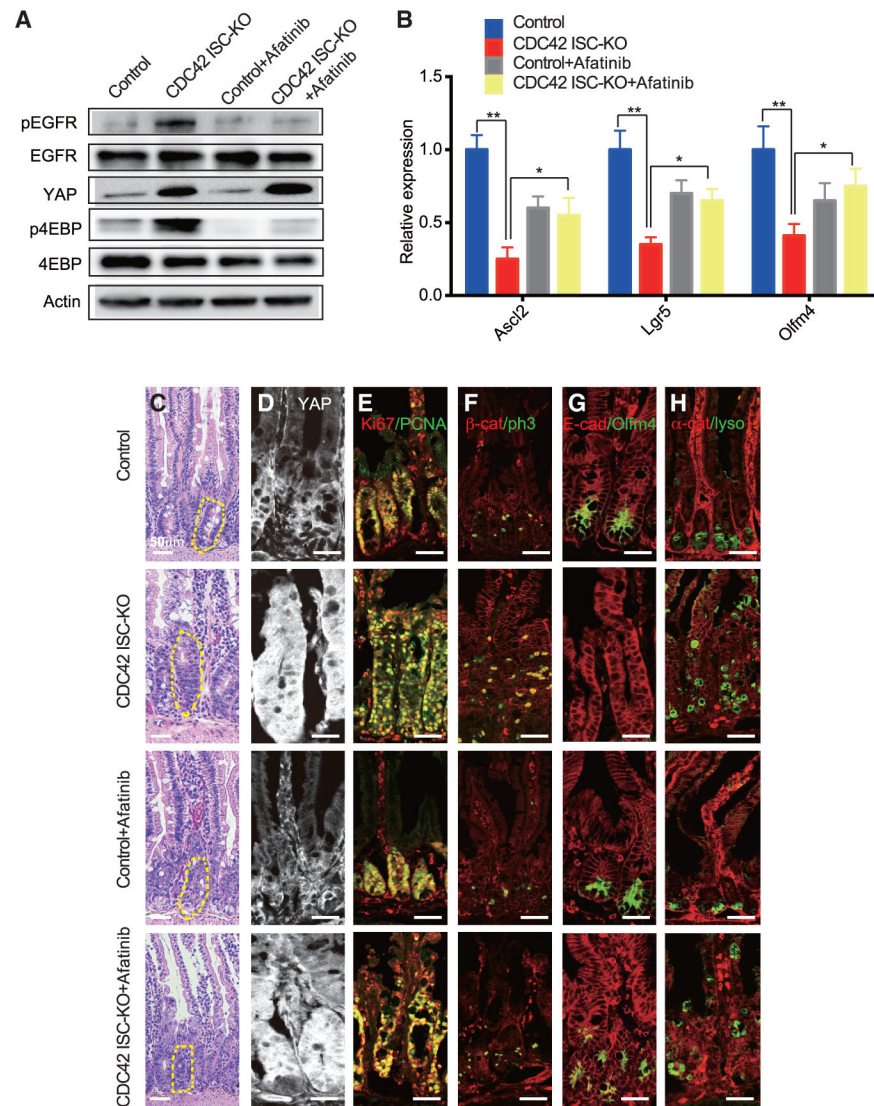 A
Control
CDC42 ISC-KO
Control+Afatinib
CDC42 ISC-KO
+Afatinib
pEGFR
EGFR
YAP
p4EBP
4EBP
Actin
B
Control
CDC42 ISC-KO
Control+Afatinib
CDC42 ISC-KO+Afatinib
Relative expression
1.5
1.0
0.5
0.0
** * ** * ** *
Ascl2
Lgr5
Olfm4
C
D
YAP
E
Ki67/PCNA
F
β-cat/ph3
G
E-cad/Olfm4
H
α-cat/lyso
Control
50μm
CDC42 ISC-KO
Control+Afatinib
CDC42 ISC-KO+Afatinib